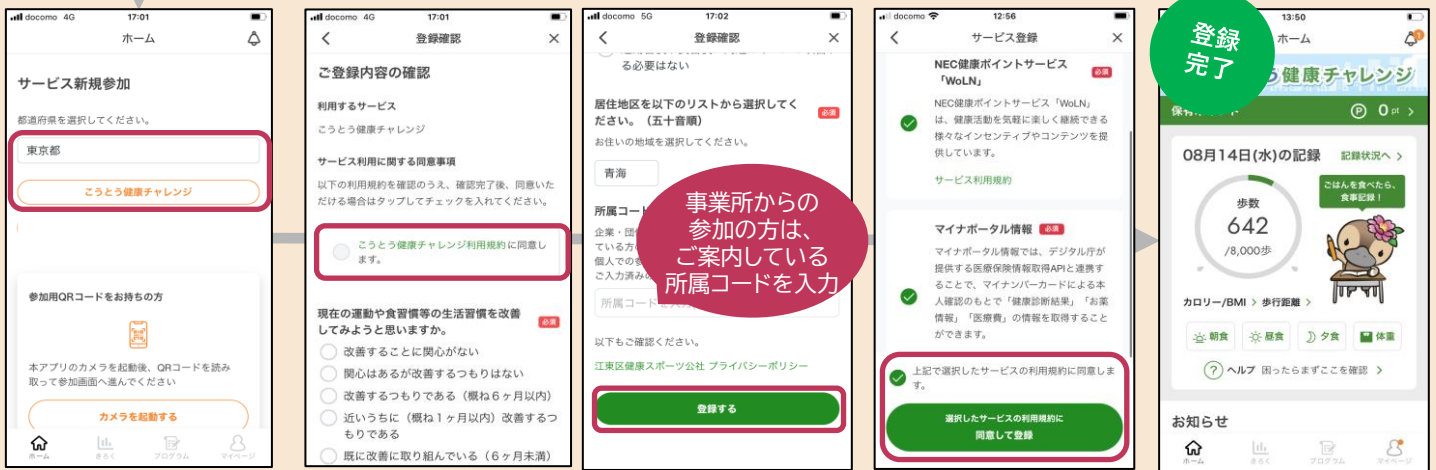 docomo 4G 17:01
ホーム
サービス新規参加
都道府県を選択してください。
東京都
こうとう健康チャレンジ
参加用QRコードをお持ちの方
本アプリのカメラを起動後、QRコードを読み
取って参加画面へ進んでください
カメラを起動する
ホーム
きろく
プログラム
マイページ
docomo 4G 17:01
登録確認
ご登録内容の確認
利用するサービス
こうとう健康チャレンジ
サービス利用に関する同意事項
以下の利用規約を確認のうえ、確認完了後、同意いた
だける場合はタップしてチェックを入れてください。
こうとう健康チャレンジ利用規約に同意し
ます。
現在の運動や食習慣等の生活習慣を改善
してみようと思いますか。
必須
改善することに関心がない
関心はあるが改善するつもりはない
改善するつもりである（概ね6ヶ月以内）
近いうちに（概ね1ヶ月以内）改善するつ
もりである
既に改善に取り組んでいる（6ヶ月未満）
docomo 5G 17:02
登録確認
る必要はない
居住地区を以下のリストから選択してく
ださい。（五十音順）
必須
お住いの地域を選択してください。
青海
所属コー
企業・団
ている方
個人での参
ご入力済みの
所属コード
事業所からの
参加の方は、
ご案内している
所属コードを入力
以下もご確認ください。
江東区健康スポーツ公社 プライバシーポリシー
登録する
docomo 12:56
サービス登録
NEC健康ポイントサービス
「WoLN」
必須
NEC健康ポイントサービス「WoLN」
は、健康活動を気軽に楽しく継続できる
様々なインセンティブやコンテンツを提
供しています。
サービス利用規約
マイナポータル情報 必須
マイナポータル情報では、デジタル庁が
提供する医療保険情報取得APIと連携す
ることで、マイナンバーカードによる本
人確認のもとで「健康診断結果」「お薬
情報」「医療費」の情報を取得すること
ができます。
上記で選択したサービスの利用規約に同意しま
す。
選択したサービスの利用規約に
同意して登録
登録
完了
13:50
ホーム
健康チャレンジ
P 0 pt
08月14日(水)の記録 記録状況へ
歩数
642
/8,000歩
ごはんを食べたら、
食事記録！
カロリー/BMI 歩行距離
朝食
昼食
夕食
体重
? ヘルプ 困ったらまずここを確認
お知らせ
ホーム
きろく
プログラム
マイページ